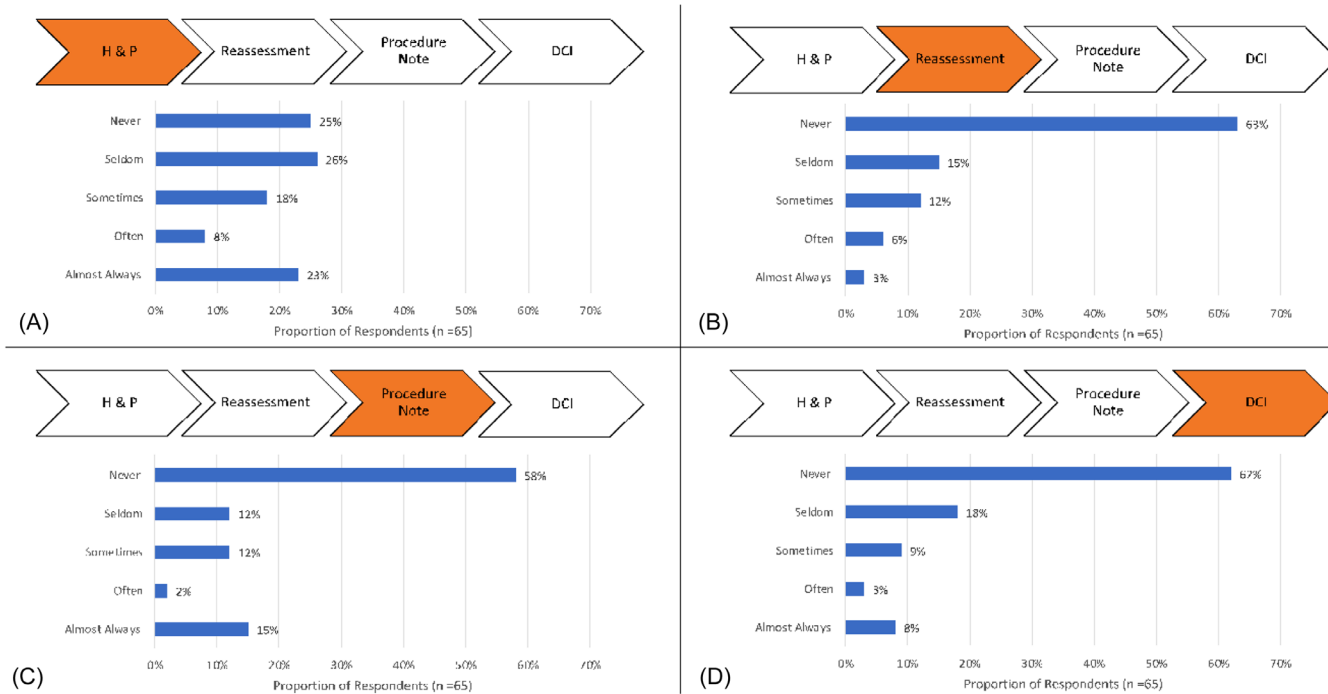 H & P
Reassessment
Procedure
Note
DCI
Never
25%
Seldom
26%
Sometimes
18%
Often
8%
Almost Always
23%
0% 10% 20% 30% 40% 50% 60% 70%
Proportion of Respondents (n =65)
(A)
H & P
Reassessment
Procedure
Note
DCI
Never
63%
Seldom
15%
Sometimes
12%
Often
6%
Almost Always
3%
0% 10% 20% 30% 40% 50% 60% 70%
Proportion of Respondents (n =65)
(B)
H & P
Reassessment
Procedure
Note
DCI
Never
58%
Seldom
12%
Sometimes
12%
Often
2%
Almost Always
15%
0% 10% 20% 30% 40% 50% 60% 70%
Proportion of Respondents (n =65)
(C)
H & P
Reassessment
Procedure
Note
DCI
Never
62%
Seldom
18%
Sometimes
9%
Often
3%
Almost Always
8%
0% 10% 20% 30% 40% 50% 60% 70%
Proportion of Respondents (n =65)
(D)